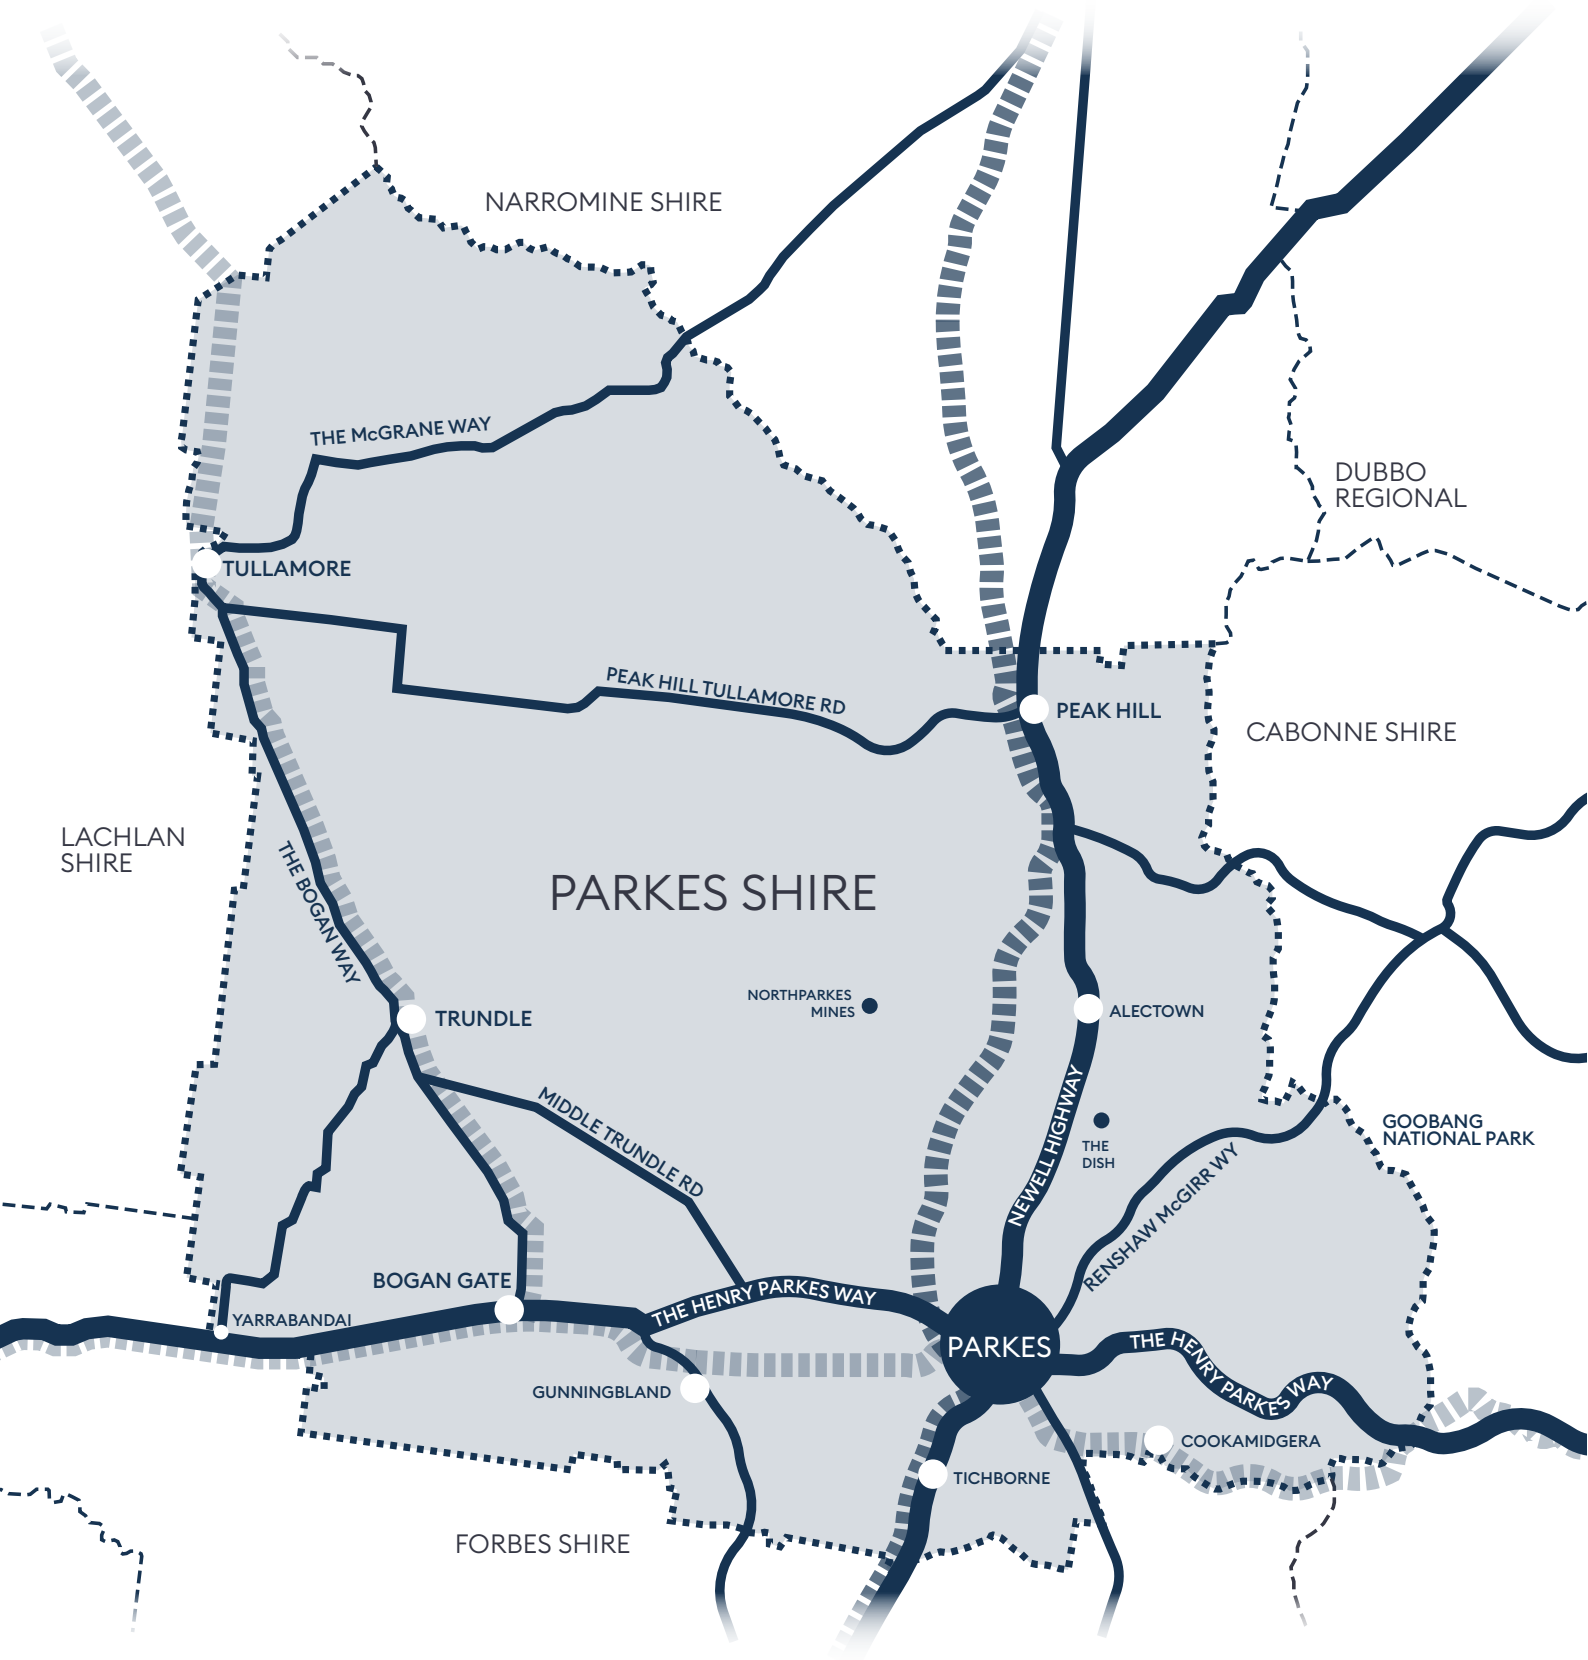 NARROMINE SHIRE
THE McGRANE WAY
DUBBO
REGIONAL
TULLAMORE
PEAK HILL TULLAMORE RD
PEAK HILL
CABONNE SHIRE
LACHLAN
SHIRE
THE BOGAN WAY
PARKES SHIRE
NORTHPARKES
MINES
TRUNDLE
ALECTOWN
MIDDLE TRUNDLE RD
NEWELL HIGHWAY
THE
DISH
GOOBANG
NATIONAL PARK
RENSHAW McGIRR WY
BOGAN GATE
THE HENRY PARKES WAY
YARRABANDAI
PARKES
THE HENRY PARKES WAY
GUNNINGBLAND
COOKAMIDGERA
TICHBORNE
FORBES SHIRE